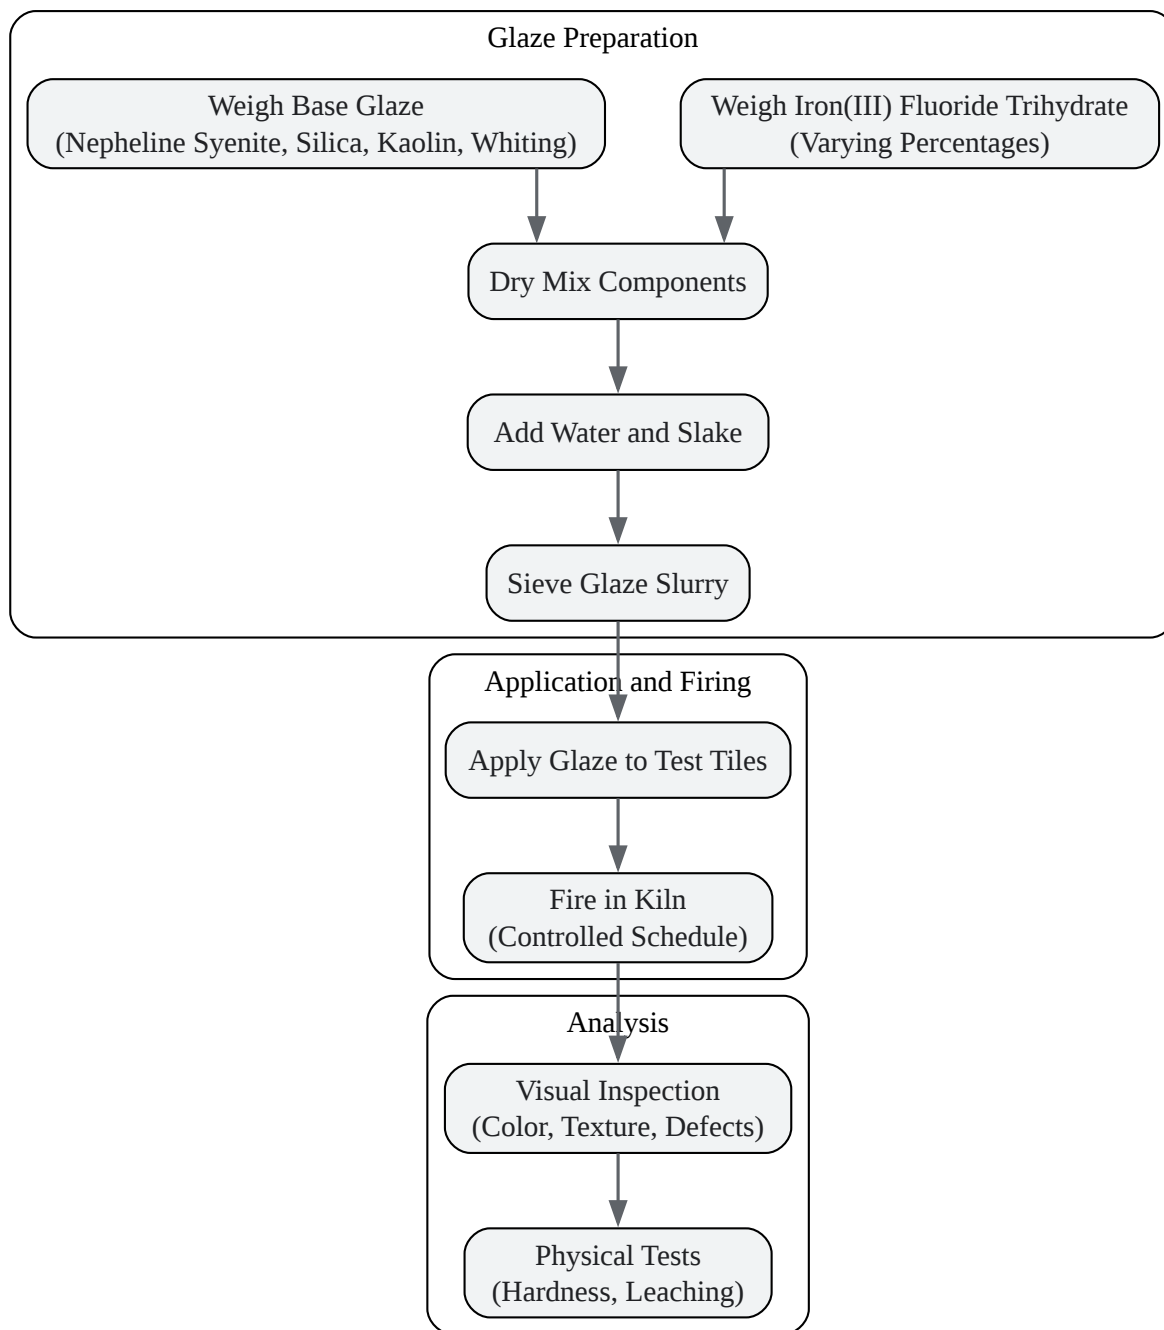 Glaze Preparation
Weigh Base Glaze
(Nepheline Syenite, Silica, Kaolin, Whiting)
Weigh Iron(III) Fluoride Trihydrate
(Varying Percentages)
Dry Mix Components
Add Water and Slake
Sieve Glaze Slurry
Application and Firing
Apply Glaze to Test Tiles
Fire in Kiln
(Controlled Schedule)
Analysis
Visual Inspection
(Color, Texture, Defects)
Physical Tests
(Hardness, Leaching)